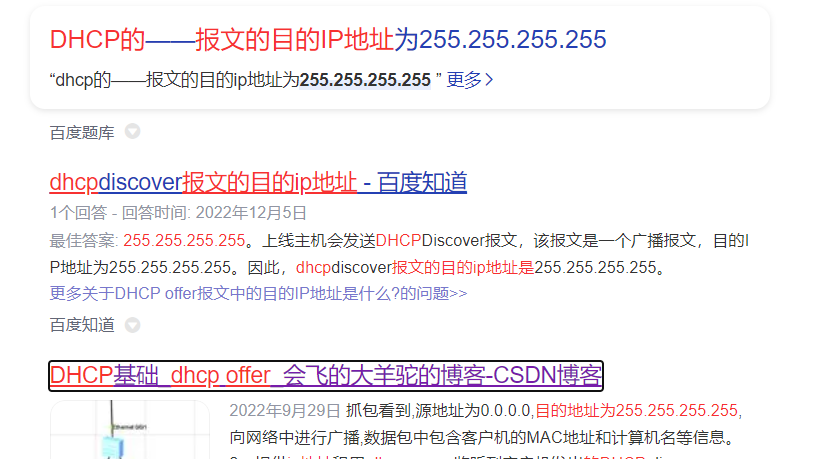 DHCP的——报文的目的IP地址为255.255.255.255
“dhcp的——报文的目的ip地址为255.255.255.255 ” 更多>
百度题库
dhcpdiscover报文的目的ip地址 - 百度知道
1个回答 - 回答时间: 2022年12月5日
最佳答案: 255.255.255.255。上线主机会发送DHCPDiscover报文，该报文是一个广播报文，目的I
P地址为255.255.255.255。因此，dhcpdiscover报文的目的ip地址是255.255.255.255。
更多关于DHCP offer报文中的目的IP地址是什么?的问题>>
百度知道
DHCP基础_dhcp offer_会飞的大羊驼的博客-CSDN博客
2022年9月29日 抓包看到,源地址为0.0.0.0,目的地址为255.255.255.255,
向网络中进行广播,数据包中包含客户机的MAC地址和计算机名等信息。